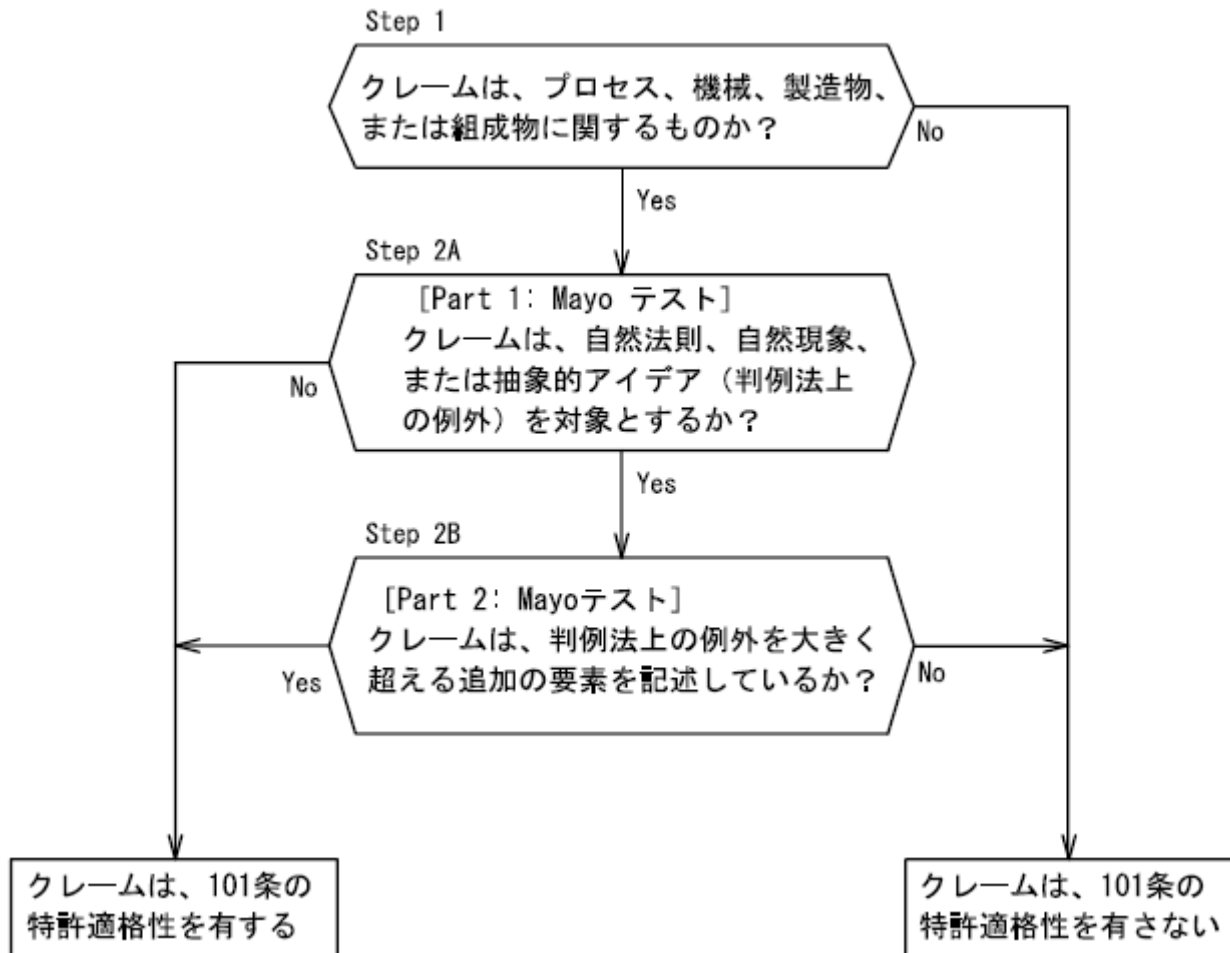 Step 1
クレームは、プロセス、機械、製造物、
または組成物に関するものか？
No
Yes
Step 2A
[Part 1: Mayo テスト]
クレームは、自然法則、自然現象、
または抽象的アイデア（判例法上
の例外）を対象とするか？
No
Yes
Step 2B
[Part 2: Mayoテスト]
クレームは、判例法上の例外を大きく
超える追加の要素を記述しているか？
Yes
No
クレームは、101条の
特許適格性を有する
クレームは、101条の
特許適格性を有さない